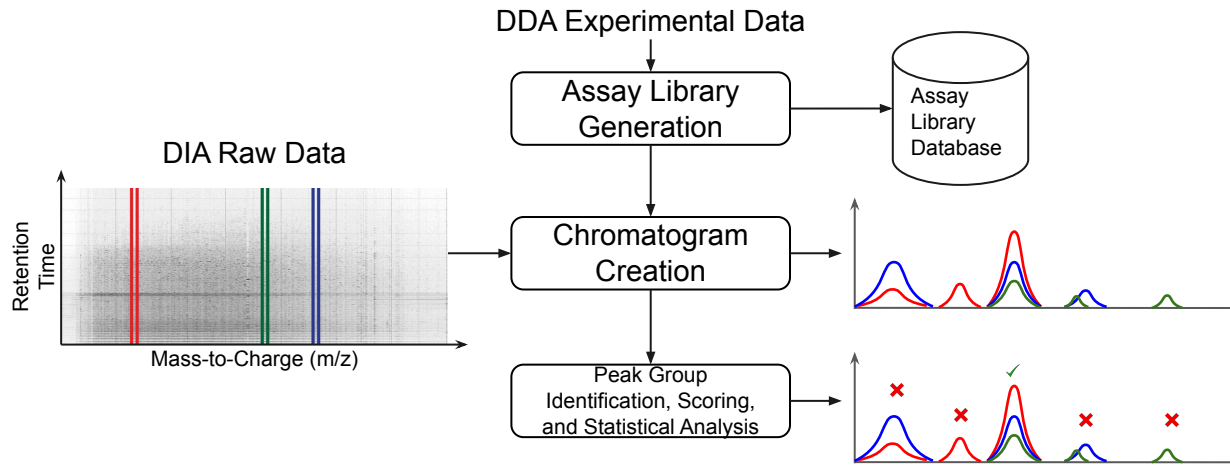 DDA Experimental Data
Assay Library
Generation
Assay
Library
Database
DIA Raw Data
Retention
Time
Mass-to-Charge (m/z)
Chromatogram
Creation
Peak Group
Identification, Scoring,
and Statistical Analysis